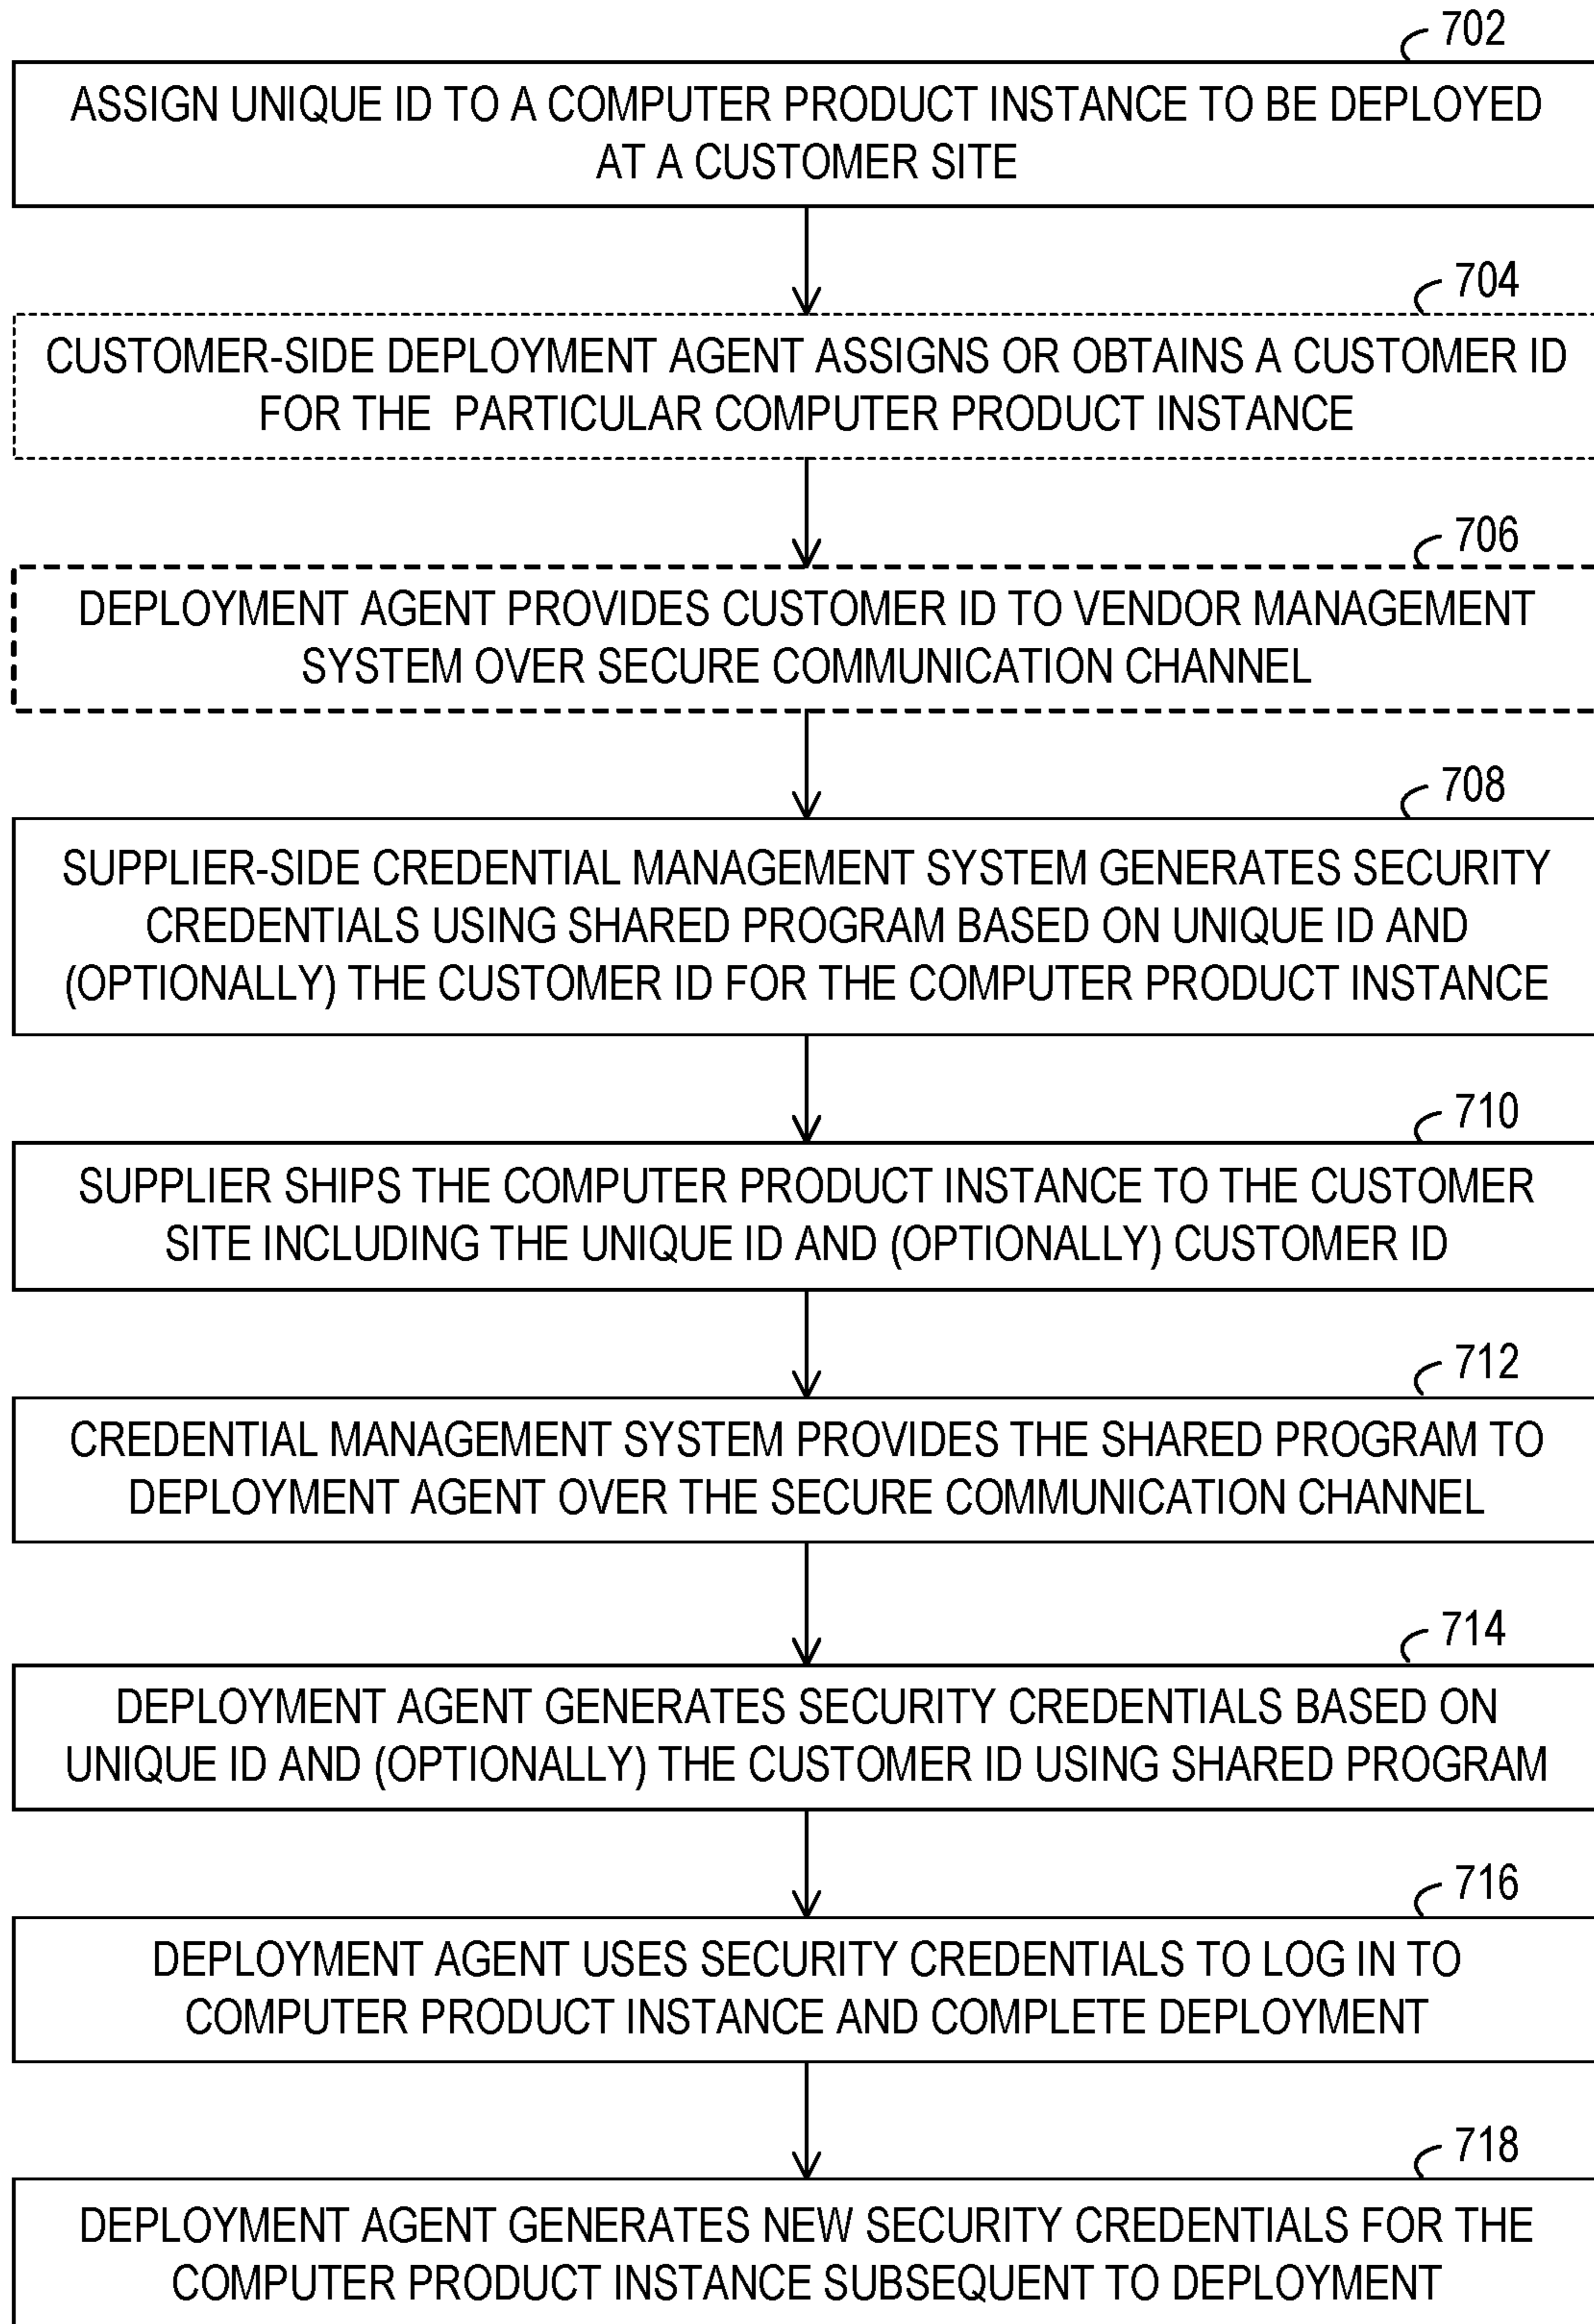 702
ASSIGN UNIQUE ID TO A COMPUTER PRODUCT INSTANCE TO BE DEPLOYED
AT A CUSTOMER SITE
704
CUSTOMER-SIDE DEPLOYMENT AGENT ASSIGNS OR OBTAINS A CUSTOMER ID
FOR THE PARTICULAR COMPUTER PRODUCT INSTANCE
706
DEPLOYMENT AGENT PROVIDES CUSTOMER ID TO VENDOR MANAGEMENT
SYSTEM OVER SECURE COMMUNICATION CHANNEL
708
SUPPLIER-SIDE CREDENTIAL MANAGEMENT SYSTEM GENERATES SECURITY
CREDENTIALS USING SHARED PROGRAM BASED ON UNIQUE ID AND
(OPTIONALLY) THE CUSTOMER ID FOR THE COMPUTER PRODUCT INSTANCE
710
SUPPLIER SHIPS THE COMPUTER PRODUCT INSTANCE TO THE CUSTOMER
SITE INCLUDING THE UNIQUE ID AND (OPTIONALLY) CUSTOMER ID
712
CREDENTIAL MANAGEMENT SYSTEM PROVIDES THE SHARED PROGRAM TO
DEPLOYMENT AGENT OVER THE SECURE COMMUNICATION CHANNEL
714
DEPLOYMENT AGENT GENERATES SECURITY CREDENTIALS BASED ON
UNIQUE ID AND (OPTIONALLY) THE CUSTOMER ID USING SHARED PROGRAM
716
DEPLOYMENT AGENT USES SECURITY CREDENTIALS TO LOG IN TO
COMPUTER PRODUCT INSTANCE AND COMPLETE DEPLOYMENT
718
DEPLOYMENT AGENT GENERATES NEW SECURITY CREDENTIALS FOR THE
COMPUTER PRODUCT INSTANCE SUBSEQUENT TO DEPLOYMENT